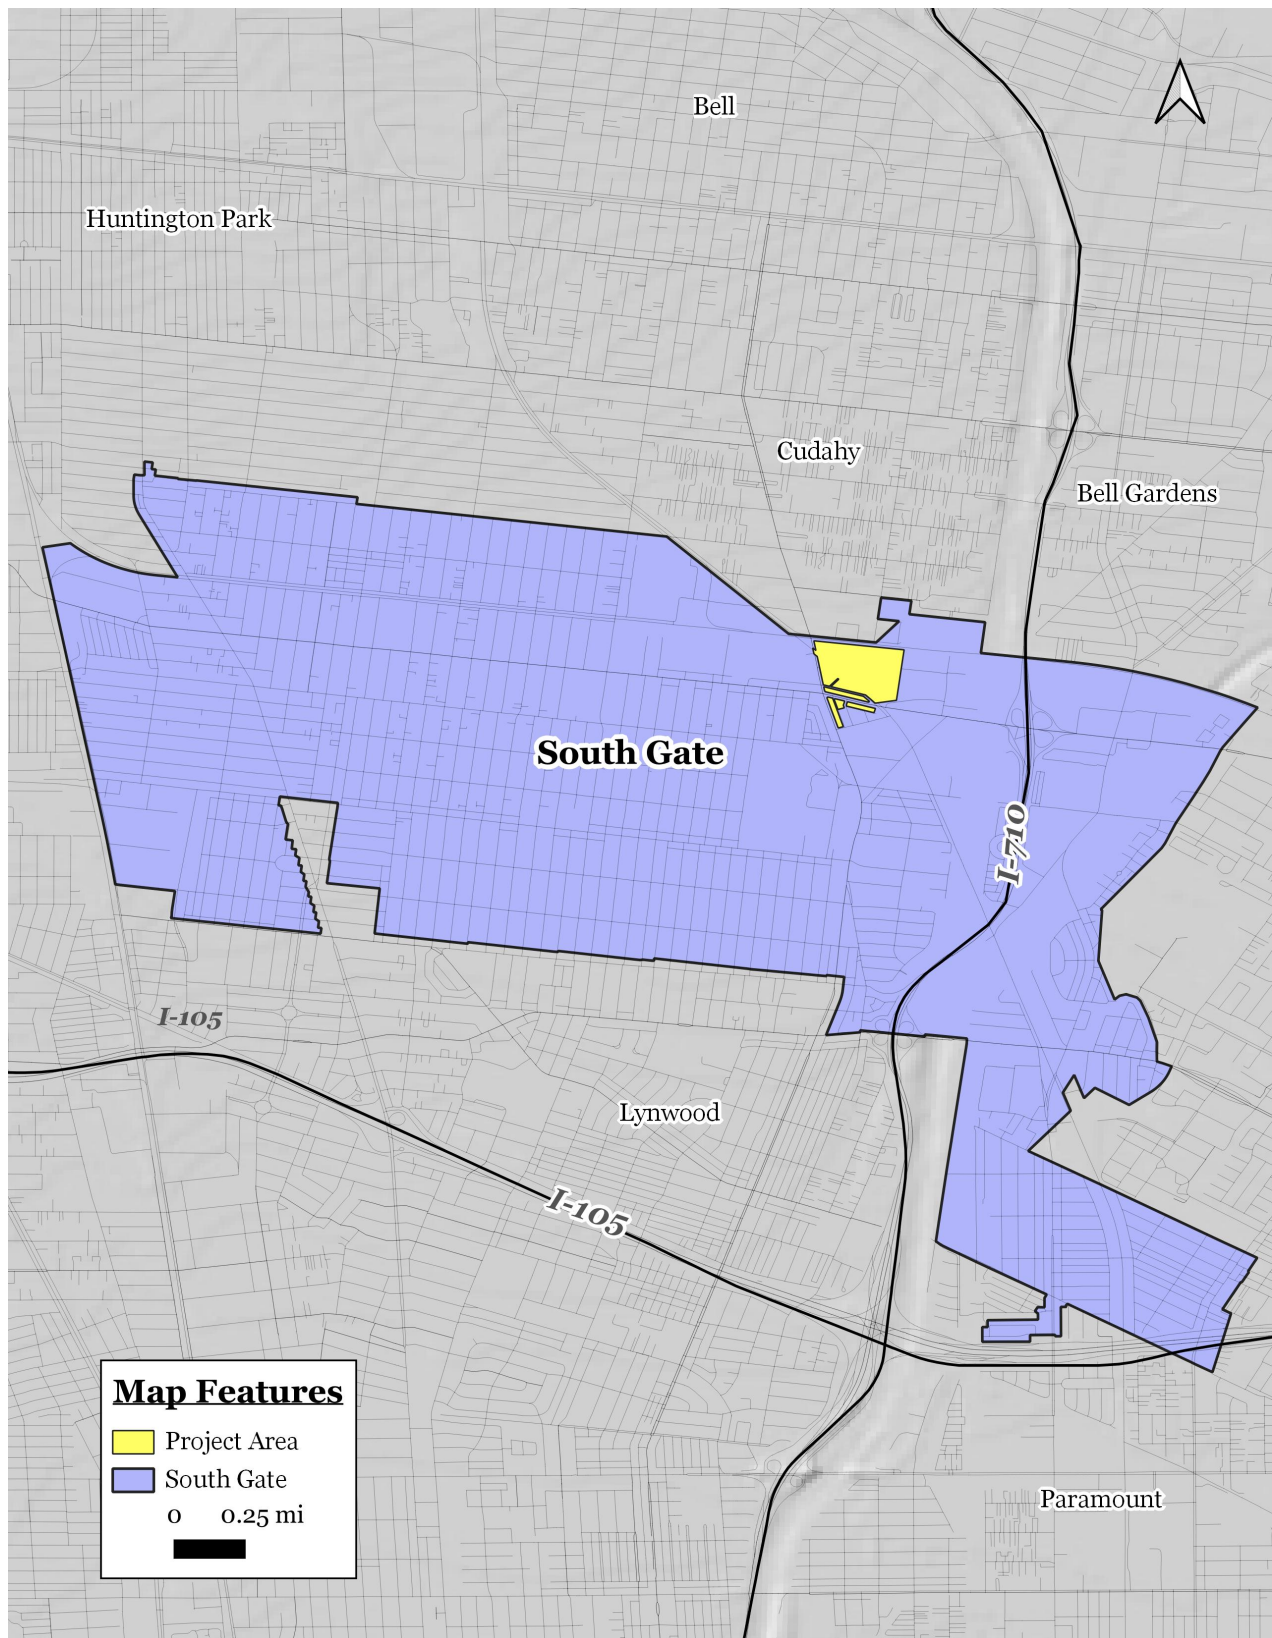 Bell
Huntington Park
Cudahy
Bell Gardens
South Gate
I-710
I-105
Lynwood
I-105
Map Features
Project Area
South Gate
0 0.25 mi
Paramount